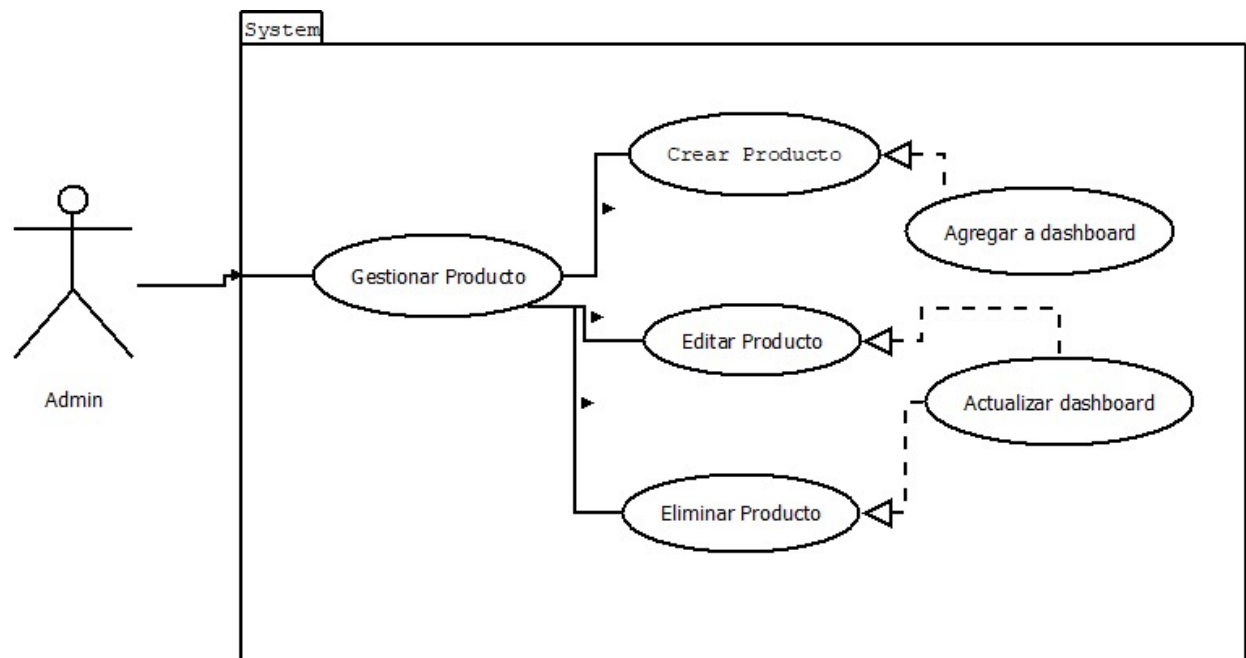 System
Crear Producto
Agregar a dashboard
Gestionar Producto
Editar Producto
Admin
Actualizar dashboard
Eliminar Producto